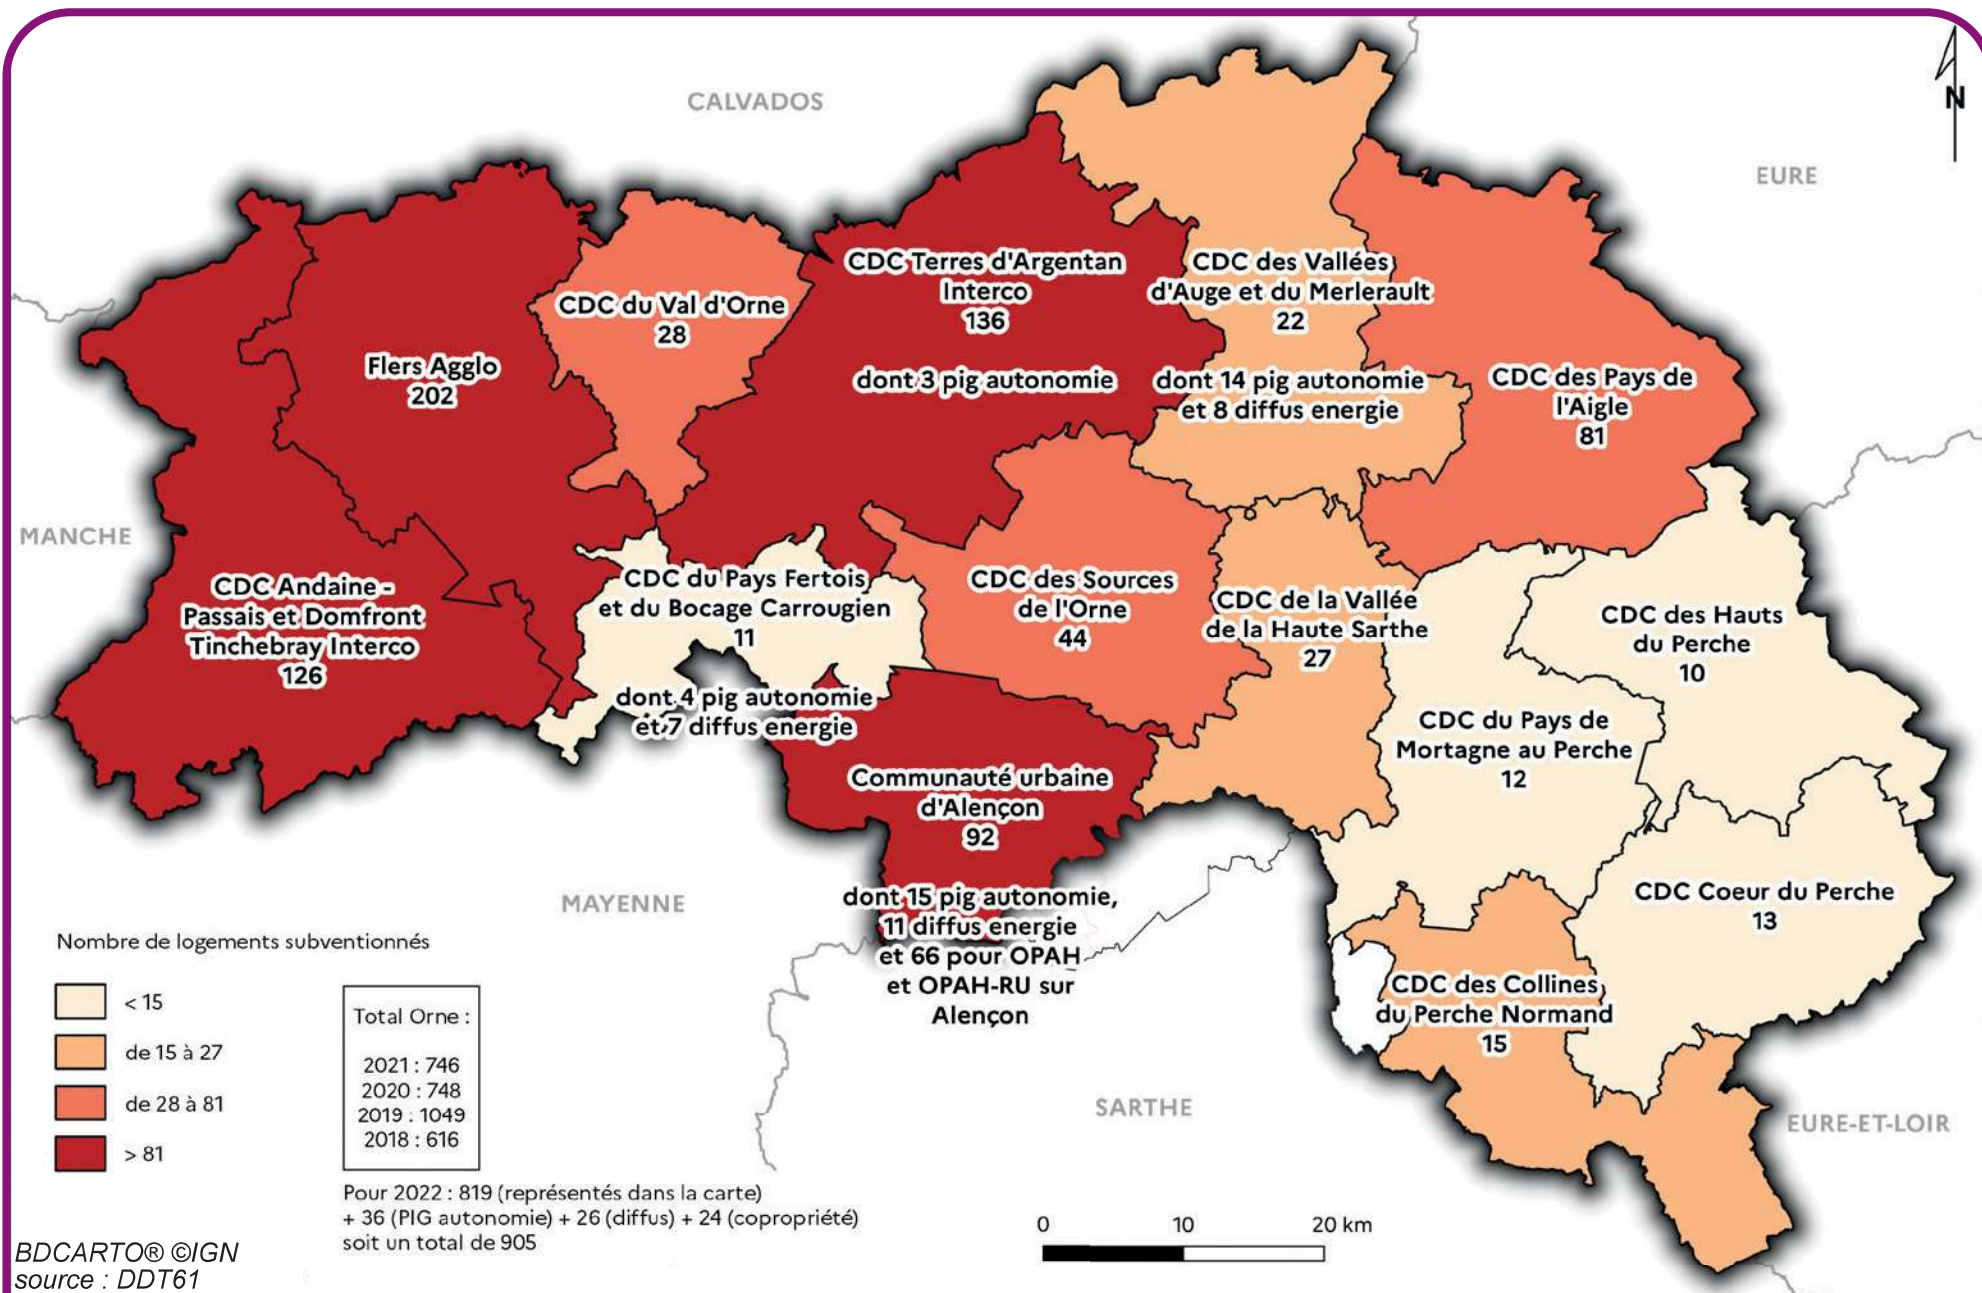 CALVADOS
N
EURE
CDC Terres d'Argentan
Interco
136
dont 3 pig autonomie
CDC des Vallées
d'Auge et du Merlerault
22
dont 14 pig autonomie
et 8 diffus energie
CDC du Val d'Orne
28
Flers Agglo
202
CDC des Pays de
l'Aigle
81
MANCHE
CDC Andaine -
Passais et Domfront
Tinchebray Interco
126
CDC du Pays Fertois
et du Bocage Carrougien
11
dont 4 pig autonomie
et 7 diffus energie
CDC des Sources
de l'Orne
44
CDC de la Vallée
de la Haute Sarthe
27
CDC des Hauts
du Perche
10
CDC du Pays de
Mortagne au Perche
12
Communauté urbaine
d'Alençon
92
dont 15 pig autonomie,
11 diffus energie
et 66 pour OPAH
et OPAH-RU sur
Alençon
MAYENNE
CDC Coeur du Perche
13
CDC des Collines
du Perche Normand
15
SARTHE
EURE-ET-LOIR
Nombre de logements subventionnés
< 15
de 15 à 27
de 28 à 81
> 81
Total Orne :
2021 : 746
2020 : 748
2019 : 1049
2018 : 616
Pour 2022 : 819 (représentés dans la carte)
+ 36 (PIG autonomie) + 26 (diffus) + 24 (copropriété)
soit un total de 905
0 10 20 km
BDCARTO® ©IGN
source : DDT61